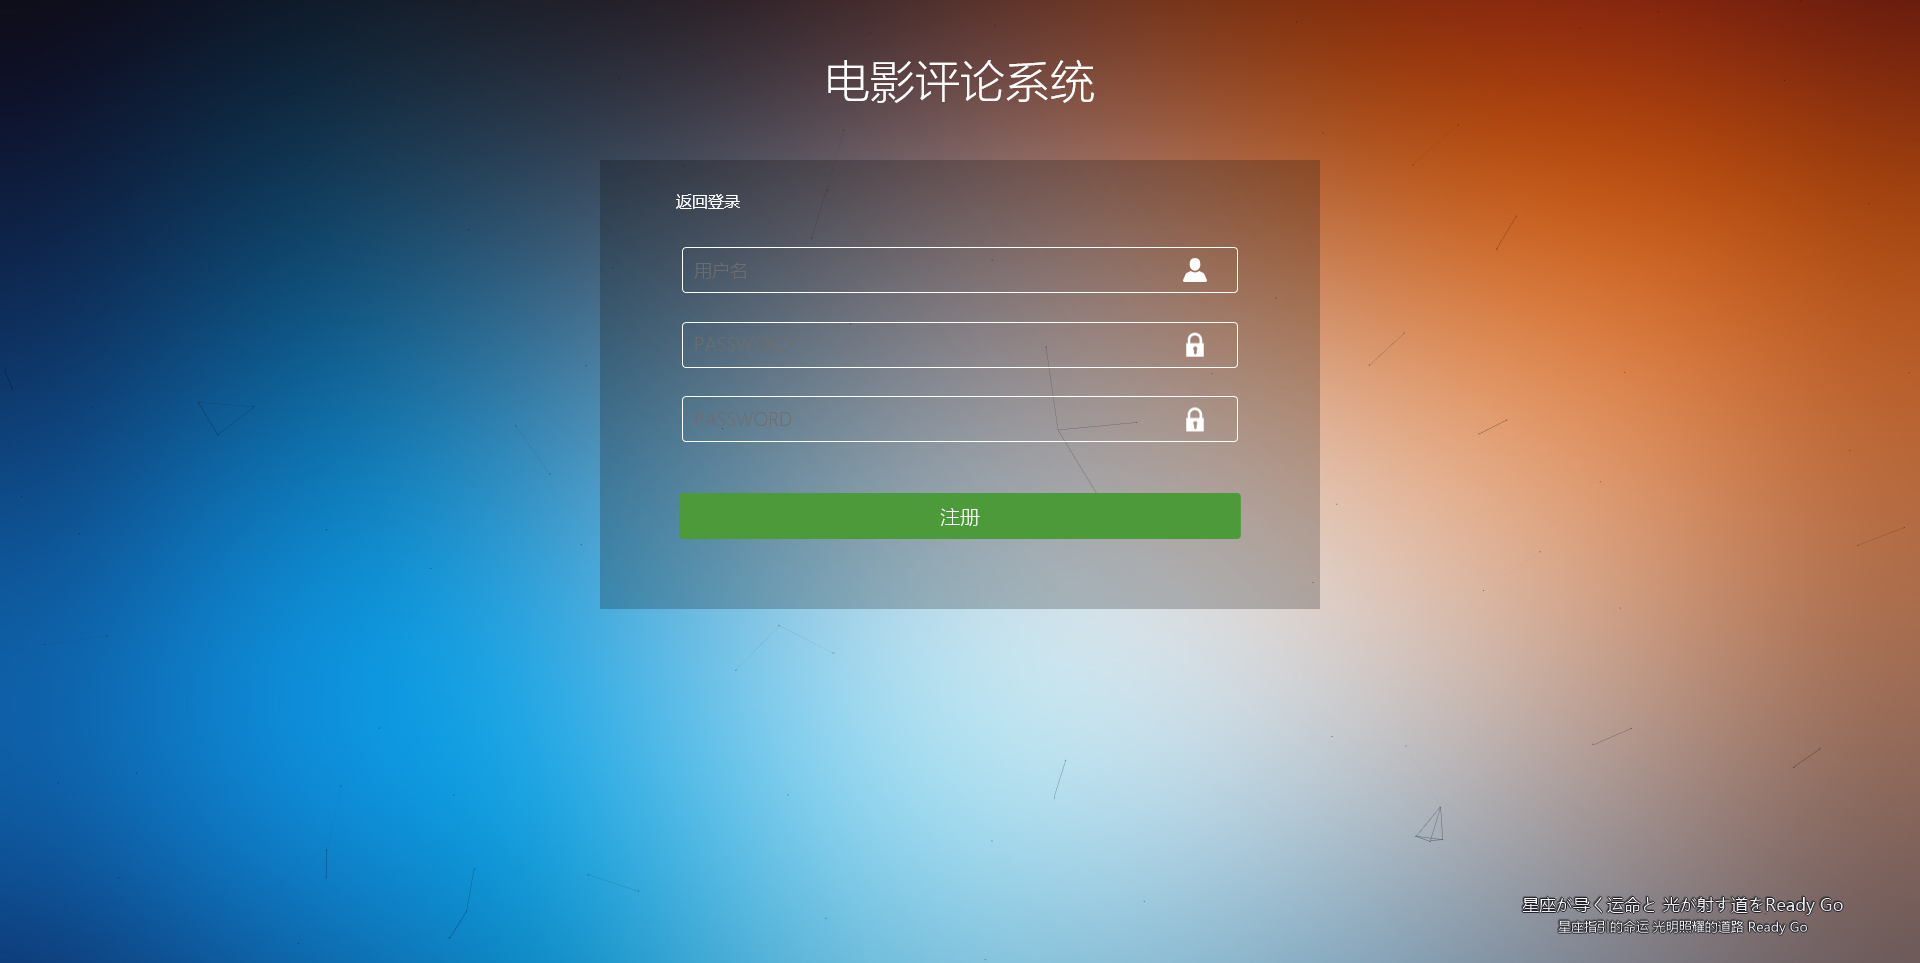 电影评论系统
返回登录
用户名
PASSWORD
PASSWORD
注册
星座が导く运命と 光が射す道をReady Go
星座指引的命运 光明照耀的道路 Ready Go